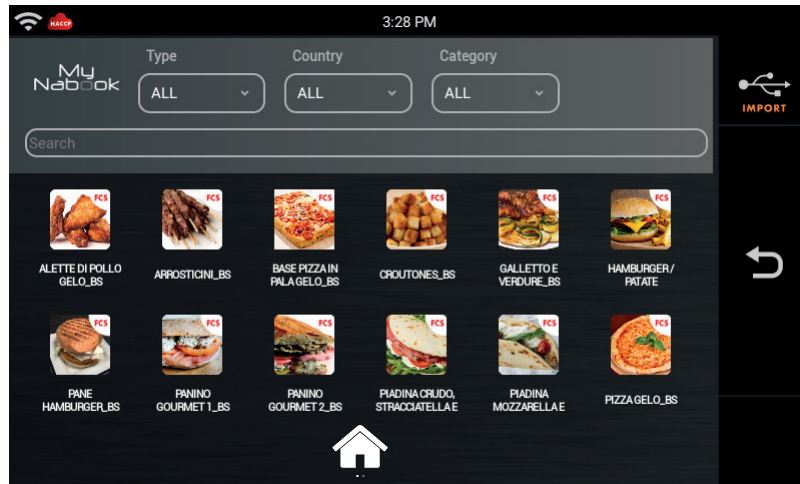 HACCP
3:28 PM
My
Nabook
Type
Country
Category
ALL
ALL
ALL
Search
IMPORT
FCS
FCS
FCS
FCS
FCS
FCS
ALETTE DI POLLO
GELO_BS
ARROSTICINI_BS
BASE PIZZA IN
PALA GELO_BS
CROUTONES_BS
GALLETTO E
VERDURE_BS
HAMBURGER /
PATATE
FCS
FCS
FCS
FCS
FCS
FCS
PANE
HAMBURGER_BS
PANINO
GOURMET 1_BS
PANINO
GOURMET 2_BS
PIADINA CRUDO,
STRACCIATELLA E
PIADINA
MOZZARELLA E
PIZZA GELO_BS